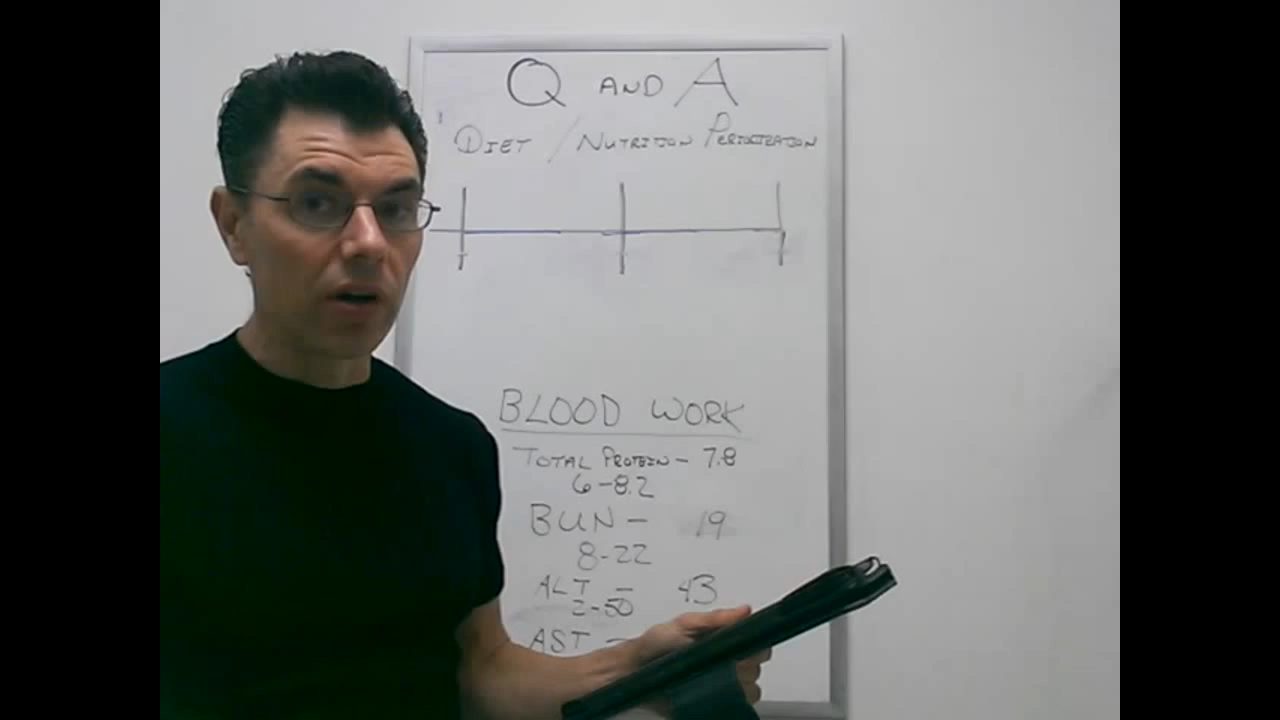 Q AND A
DIET / NUTRITION PERIODIZATION
BLOOD WORK
TOTAL PROTEIN - 7.8
6-8.2
BUN - 19
8-22
ALT - 43
2-50
AST -